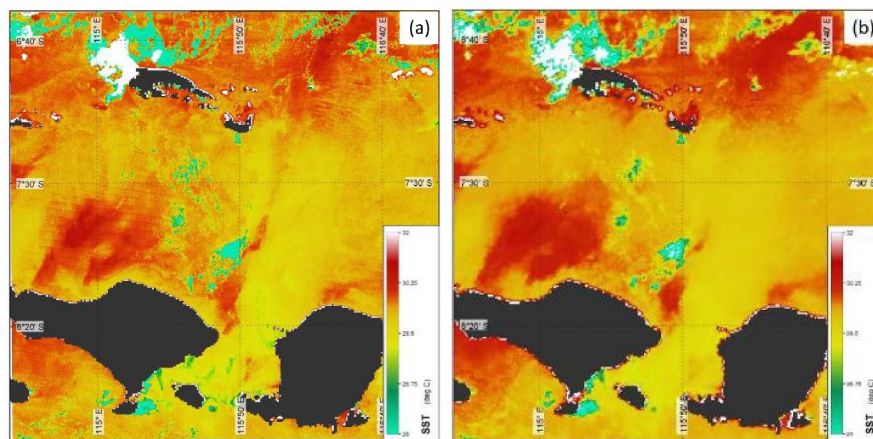 (a)
(b)
115° E
115°50' E
116°40' E
6°40' S
7°30' S
7°30' S
8°20' S
115° E
115°50' E
32
30.25
28.5
26.75
25
SST (deg C)
115° E
115°50' E
116°40' E
6°40' S
7°30' S
7°30' S
8°20' S
115° E
115°50' E
32
30.25
28.5
26.75
25
SST (deg C)